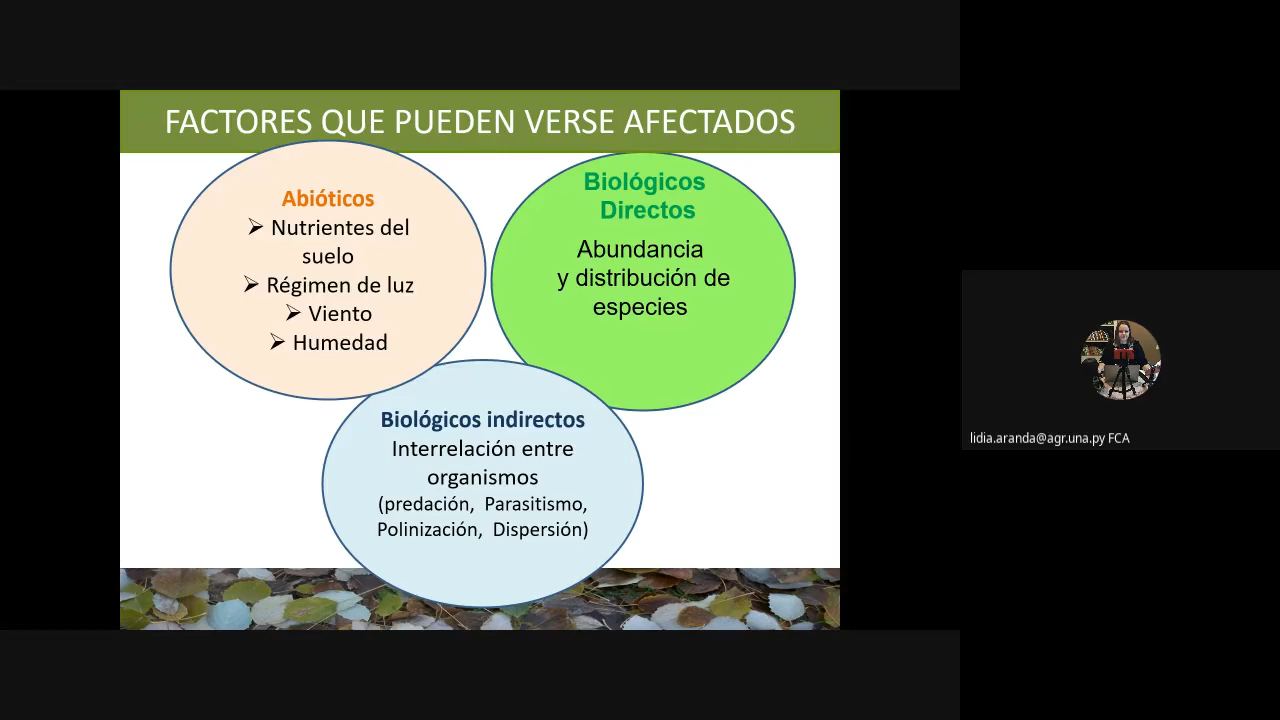 FACTORES QUE PUEDEN VERSE AFECTADOS
Abióticos
➢ Nutrientes del
suelo
➢ Régimen de luz
➢ Viento
➢ Humedad
Biológicos
Directos
Abundancia
y distribución de
especies
Biológicos indirectos
Interrelación entre
organismos
(predación, Parasitismo,
Polinización, Dispersión)
lidia.aranda@agr.una.py FCA